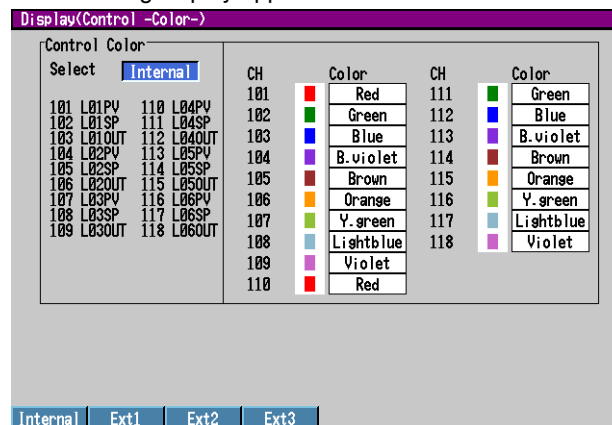 Display(Control -Color-)
Control Color
Select Internal
101 L01PV 110 L04PV
102 L01SP 111 L04SP
103 L01OUT 112 L04OUT
104 L02PV 113 L05PV
105 L02SP 114 L05SP
106 L02OUT 115 L05OUT
107 L03PV 116 L06PV
108 L03SP 117 L06SP
109 L03OUT 118 L06OUT
CH Color CH Color
101 Red 111 Green
102 Green 112 Blue
103 Blue 113 B.violet
104 B.violet 114 Brown
105 Brown 115 Orange
106 Orange 116 Y.green
107 Y.green 117 Lightblue
108 Lightblue 118 Violet
109 Violet
110 Red
Internal Ext1 Ext2 Ext3